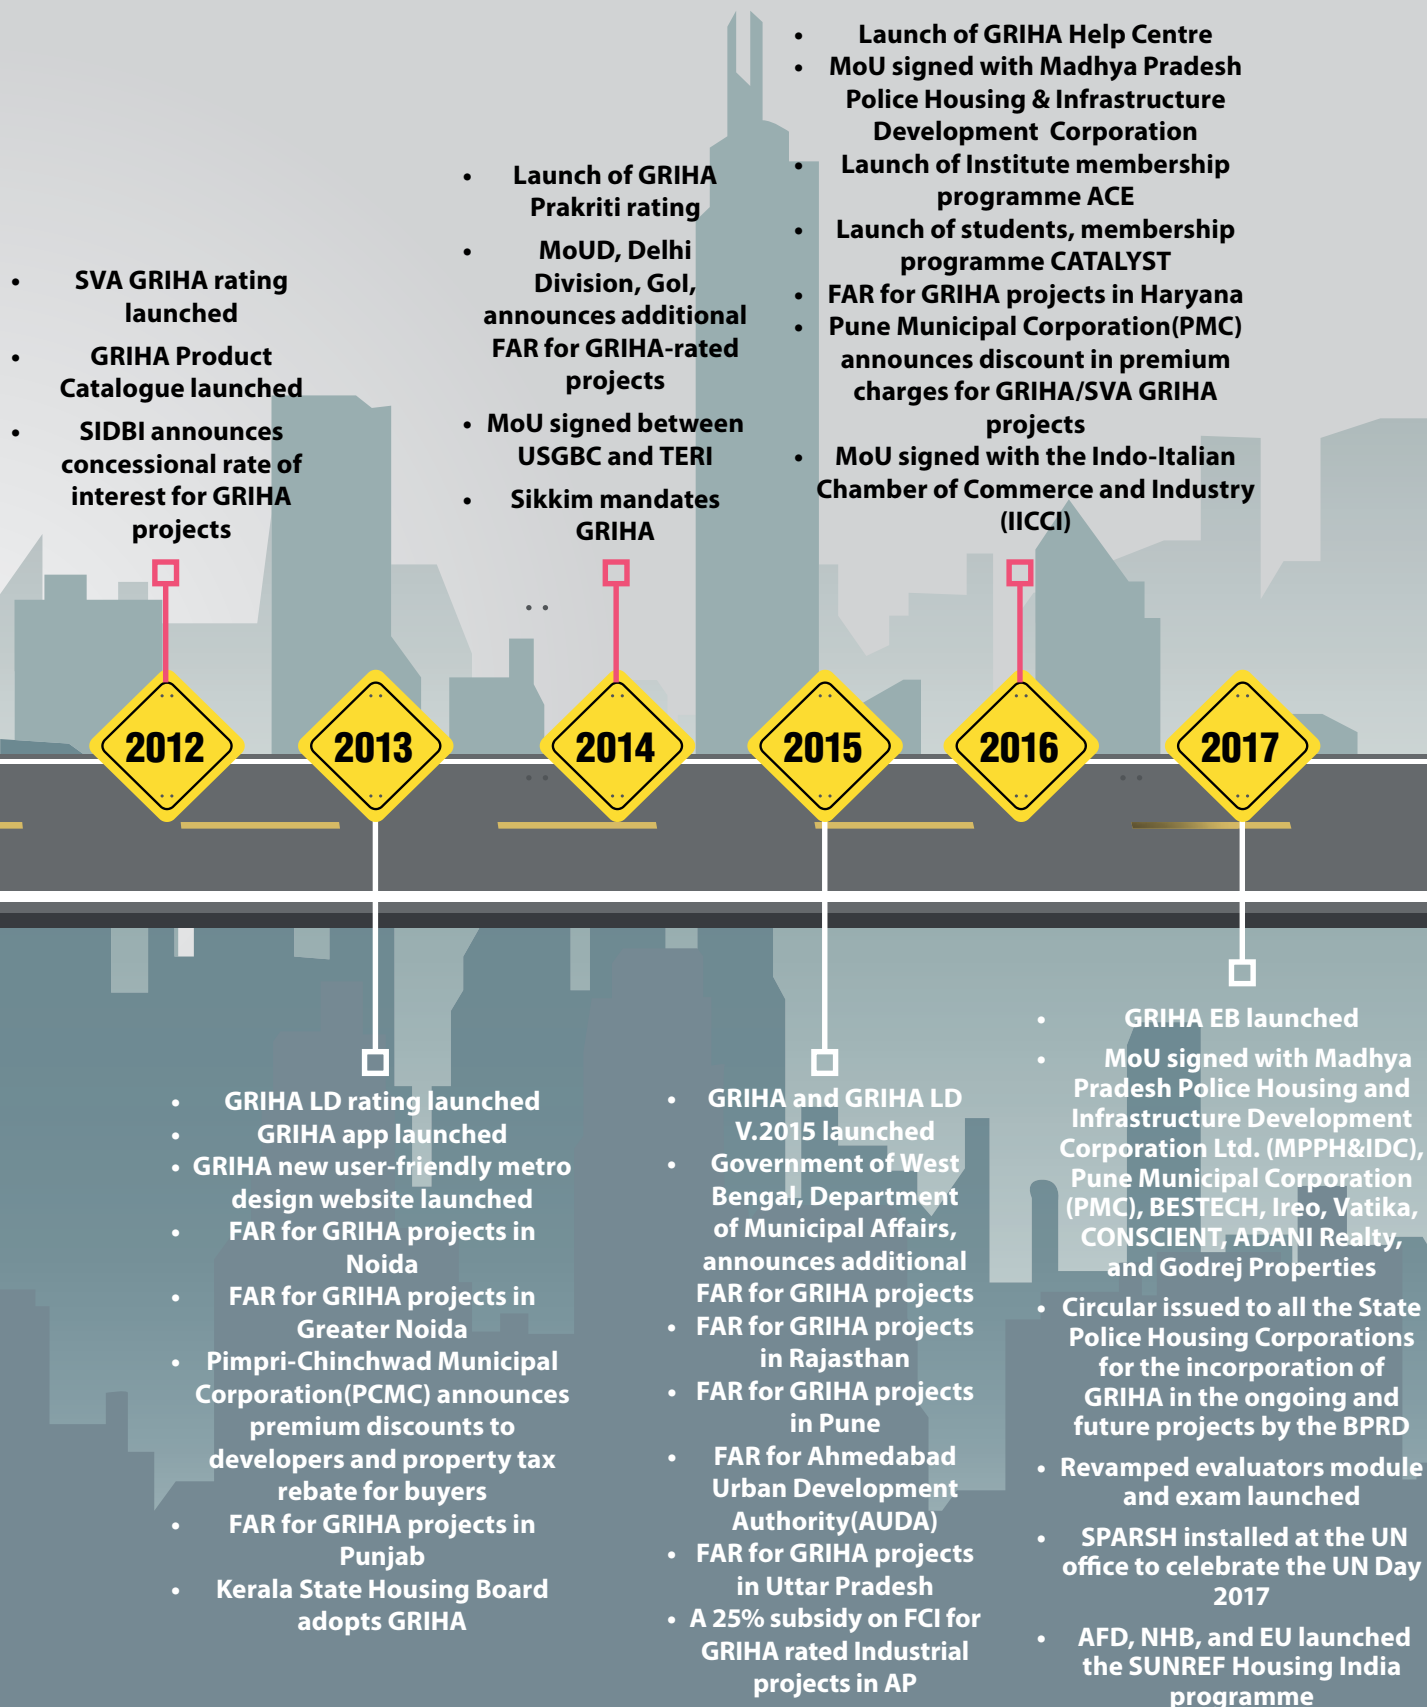 • SVA GRIHA rating
launched
• GRIHA Product
Catalogue launched
• SIDBI announces
concessional rate of
interest for GRIHA
projects
• Launch of GRIHA
Prakriti rating
• MoUD, Delhi
Division, GoI,
announces additional
FAR for GRIHA-rated
projects
• MoU signed between
USGBC and TERI
• Sikkim mandates
GRIHA
• Launch of GRIHA Help Centre
• MoU signed with Madhya Pradesh
Police Housing & Infrastructure
Development Corporation
• Launch of Institute membership
programme ACE
• Launch of students, membership
programme CATALYST
• FAR for GRIHA projects in Haryana
• Pune Municipal Corporation(PMC)
announces discount in premium
charges for GRIHA/SVA GRIHA
projects
• MoU signed with the Indo-Italian
Chamber of Commerce and Industry
(IICCI)
2012
2013
2014
2015
2016
2017
• GRIHA LD rating launched
• GRIHA app launched
• GRIHA new user-friendly metro
design website launched
• FAR for GRIHA projects in
Noida
• FAR for GRIHA projects in
Greater Noida
• Pimpri-Chinchwad Municipal
Corporation(PCMC) announces
premium discounts to
developers and property tax
rebate for buyers
• FAR for GRIHA projects in
Punjab
• Kerala State Housing Board
adopts GRIHA
• GRIHA and GRIHA LD
V.2015 launched
• Government of West
Bengal, Department
of Municipal Affairs,
announces additional
FAR for GRIHA projects
• FAR for GRIHA projects
in Rajasthan
• FAR for GRIHA projects
in Pune
• FAR for Ahmedabad
Urban Development
Authority(AUDA)
• FAR for GRIHA projects
in Uttar Pradesh
• A 25% subsidy on FCI for
GRIHA rated Industrial
projects in AP
• GRIHA EB launched
• MoU signed with Madhya
Pradesh Police Housing and
Infrastructure Development
Corporation Ltd. (MPPH&IDC),
Pune Municipal Corporation
(PMC), BESTECH, Ireo, Vatika,
CONSCIENT, ADANI Realty,
and Godrej Properties
• Circular issued to all the State
Police Housing Corporations
for the incorporation of
GRIHA in the ongoing and
future projects by the BPRD
• Revamped evaluators module
and exam launched
• SPARSH installed at the UN
office to celebrate the UN Day
2017
• AFD, NHB, and EU launched
the SUNREF Housing India
programme